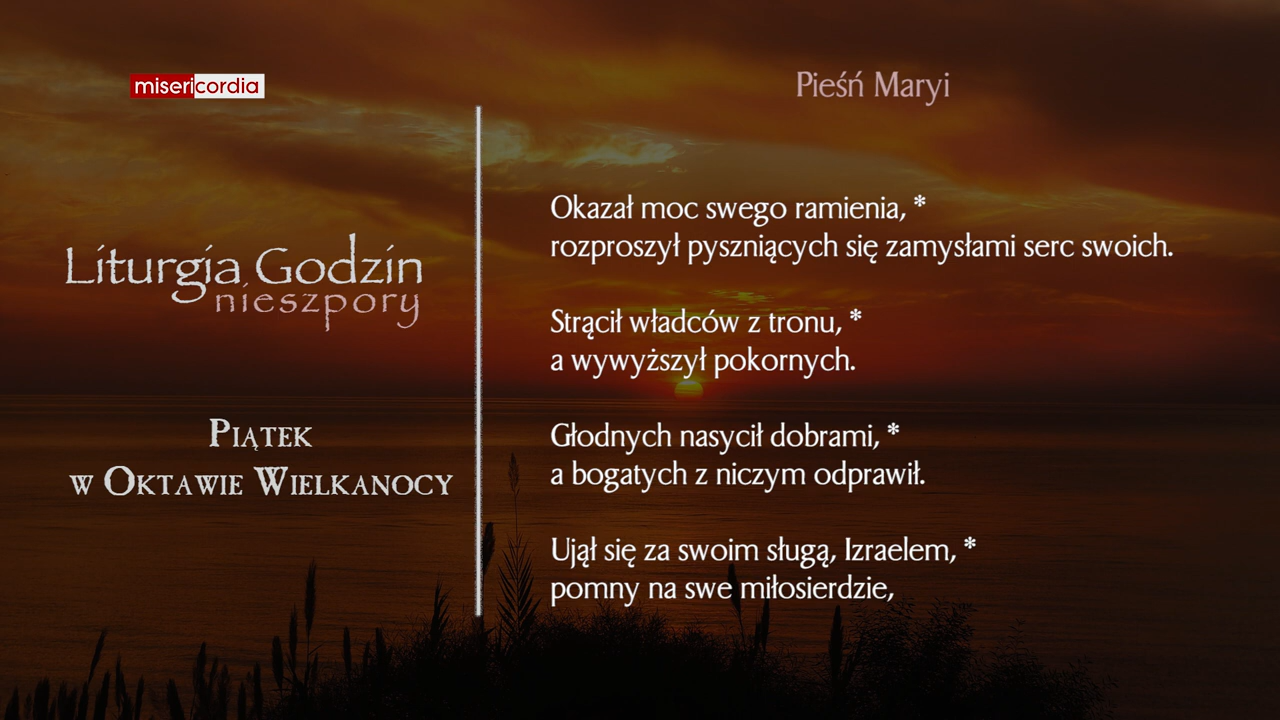 misericordia
Liturgia Godzin
nieszpory
Piątek
w Oktawie Wielkanocy
Pieśń Maryi
Okazał moc swego ramienia, *
rozproszył pyszniących się zamysłami serc swoich.
Strącił władców z tronu, *
a wywyższył pokornych.
Głodnych nasycił dobrami, *
a bogatych z niczym odprawił.
Ujął się za swoim sługą, Izraelem, *
pomny na swe miłosierdzie,